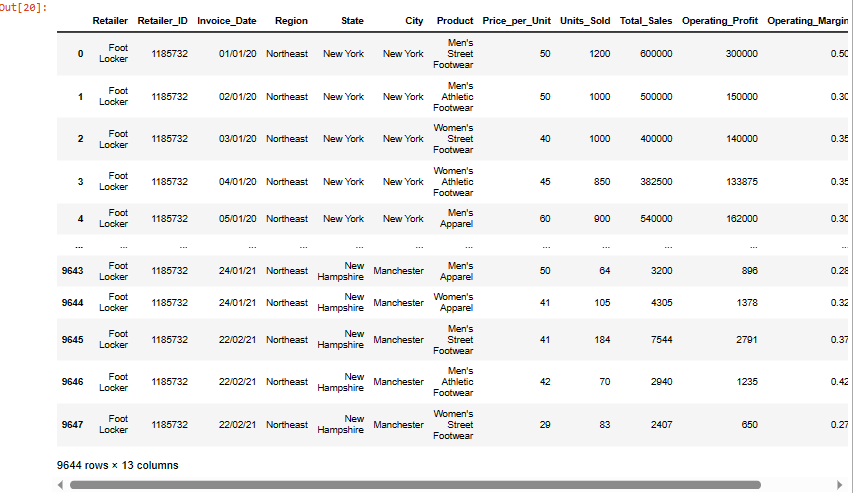 Out[20]:
Retailer Retailer_ID Invoice_Date Region State City Product Price_per_Unit Units_Sold Total_Sales Operating_Profit Operating_Margin
0 Foot Locker 1185732 01/01/20 Northeast New York New York Men's Street Footwear 50 1200 600000 300000 0.50
1 Foot Locker 1185732 02/01/20 Northeast New York New York Men's Athletic Footwear 50 1000 500000 150000 0.30
2 Foot Locker 1185732 03/01/20 Northeast New York New York Women's Street Footwear 40 1000 400000 140000 0.35
3 Foot Locker 1185732 04/01/20 Northeast New York New York Women's Athletic Footwear 45 850 382500 133875 0.35
4 Foot Locker 1185732 05/01/20 Northeast New York New York Men's Apparel 60 900 540000 162000 0.30
... ... ... ... ... ... ... ... ... ... ... ... ...
9643 Foot Locker 1185732 24/01/21 Northeast New Hampshire Manchester Men's Apparel 50 64 3200 896 0.28
9644 Foot Locker 1185732 24/01/21 Northeast New Hampshire Manchester Women's Apparel 41 105 4305 1378 0.32
9645 Foot Locker 1185732 22/02/21 Northeast New Hampshire Manchester Men's Street Footwear 41 184 7544 2791 0.37
9646 Foot Locker 1185732 22/02/21 Northeast New Hampshire Manchester Men's Athletic Footwear 42 70 2940 1235 0.42
9647 Foot Locker 1185732 22/02/21 Northeast New Hampshire Manchester Women's Street Footwear 29 83 2407 650 0.27
9644 rows × 13 columns